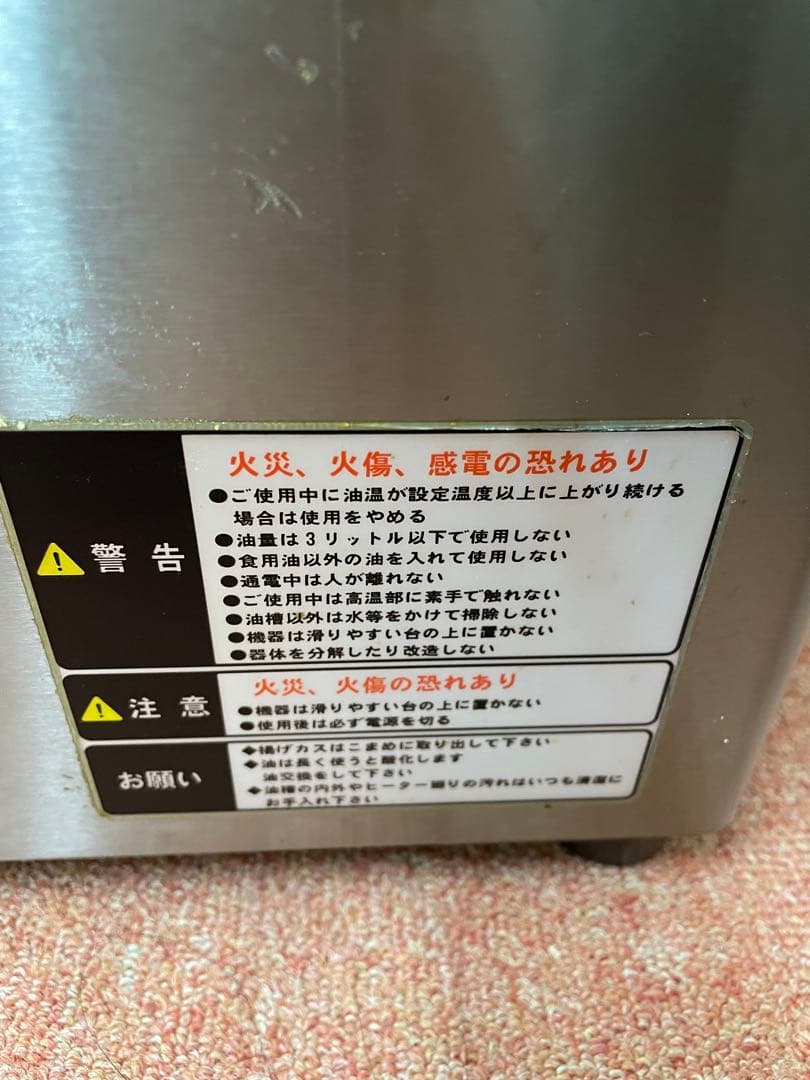 警告
火災、火傷、感電の恐れあり
●ご使用中に油温が設定温度以上に上がり続ける
場合は使用をやめる
●油量は3リットル以下で使用しない
●食用油以外の油を入れて使用しない
●通電中は人が離れない
●ご使用中は高温部に素手で触れない
●油槽以外は水等をかけて掃除しない
●機器は滑りやすい台の上に置かない
●器体を分解したり改造しない
注意
火災、火傷の恐れあり
●機器は滑りやすい台の上に置かない
●使用後は必ず電源を切る
お願い
◆揚げカスはこまめに取り出して下さい
◆油は長く使うと酸化します
油交換をして下さい
◆油槽の内外やヒーター廻りの汚れはいつも清潔に
お手入れ下さい